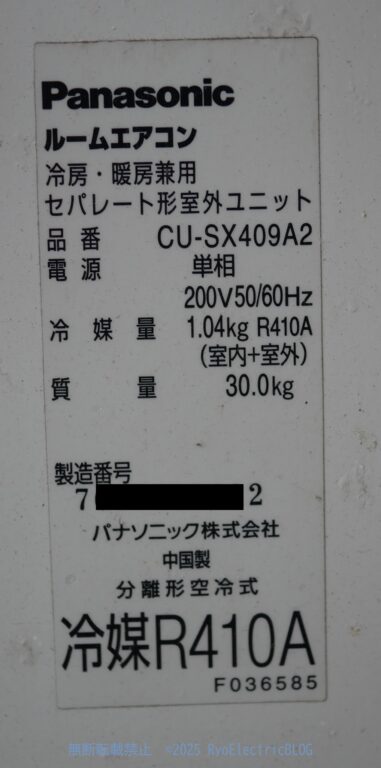 Panasonic
ルームエアコン
冷房・暖房兼用
セパレート形室外ユニット
品番 CU-SX409A2
電源 単相
200V50/60Hz
冷媒量 1.04kg R410A
(室内+室外)
質量 30.0kg
製造番号
7 2
パナソニック株式会社
中国製
分離形空冷式
冷媒R410A
F036585
無断転載禁止 ©2025 RyoElectricBLOG